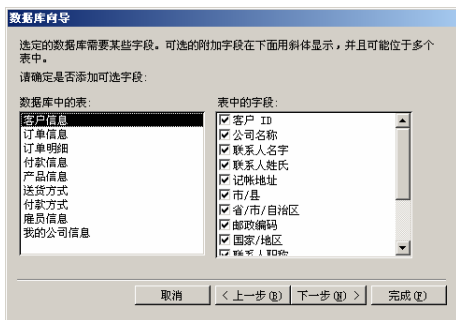 数据库向导
选定的数据库需要某些字段。可选的附加字段在下面用斜体显示，并且可能位于多个
表中。
请确定是否添加可选字段：
数据库中的表：
客户信息
订单信息
订单明细
付款信息
产品信息
送货方式
付款方式
雇员信息
我的公司信息
表中的字段：
客户 ID
公司名称
联系人名字
联系人姓氏
记帐地址
市/县
省/市/自治区
邮政编码
国家/地区
联系人职称
取消
< 上一步(B)
下一步(N) >
完成(F)